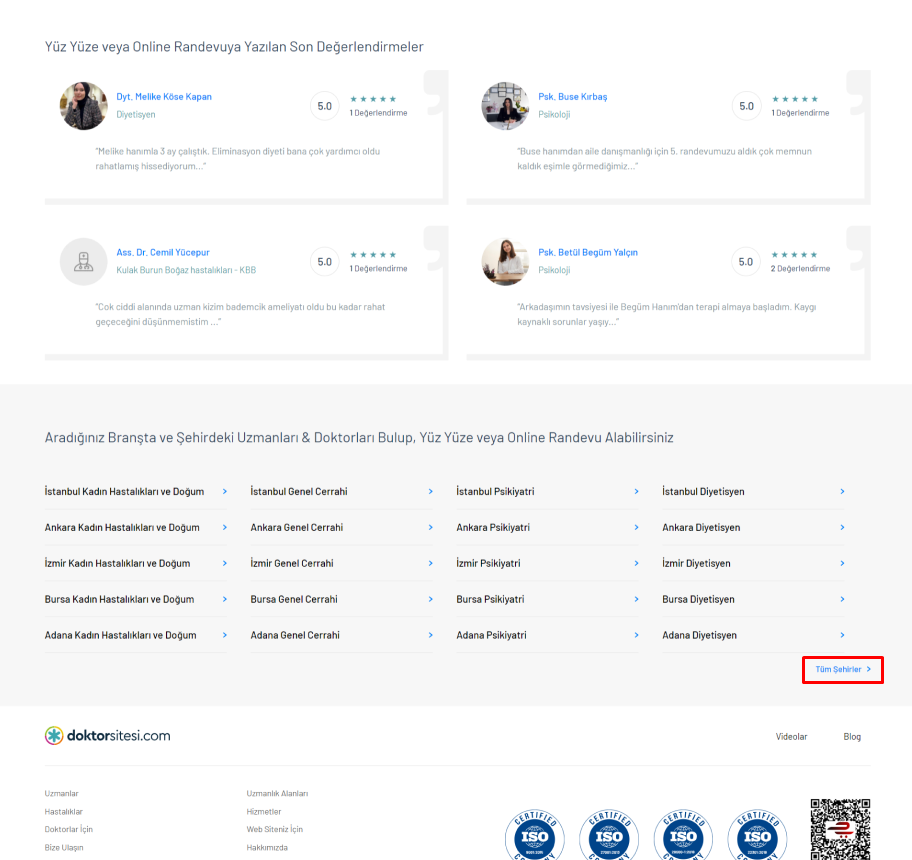 Yüz Yüze veya Online Randevuya Yazılan Son Değerlendirmeler
Dyt. Melike Köse Kapan
Diyetisyen
5.0
1 Değerlendirme
"Melike hanımla 3 ay çalıştık. Eliminasyon diyeti bana çok yardımcı oldu
rahatlamış hissediyorum..."
Psk. Buse Kırbaş
Psikoloji
5.0
1 Değerlendirme
"Buse hanımdan aile danışmanlığı için 5. randevumuzu aldık çok memnun
kaldık eşimle görmediğimiz..."
Ass. Dr. Cemil Yücepur
Kulak Burun Boğaz hastalıkları - KBB
5.0
1 Değerlendirme
"Cok ciddi alanında uzman kizim bademcik ameliyatı oldu bu kadar rahat
geçeceğini düşünmemistim ..."
Psk. Betül Begüm Yalçın
Psikoloji
5.0
2 Değerlendirme
"Arkadaşımın tavsiyesi ile Begüm Hanım'dan terapi almaya başladım. Kaygı
kaynaklı sorunlar yaşıy..."
Aradığınız Branşta ve Şehirdeki Uzmanları & Doktorları Bulup, Yüz Yüze veya Online Randevu Alabilirsiniz
İstanbul Kadın Hastalıkları ve Doğum
İstanbul Genel Cerrahi
İstanbul Psikiyatri
İstanbul Diyetisyen
Ankara Kadın Hastalıkları ve Doğum
Ankara Genel Cerrahi
Ankara Psikiyatri
Ankara Diyetisyen
İzmir Kadın Hastalıkları ve Doğum
İzmir Genel Cerrahi
İzmir Psikiyatri
İzmir Diyetisyen
Bursa Kadın Hastalıkları ve Doğum
Bursa Genel Cerrahi
Bursa Psikiyatri
Bursa Diyetisyen
Adana Kadın Hastalıkları ve Doğum
Adana Genel Cerrahi
Adana Psikiyatri
Adana Diyetisyen
Tüm Şehirler
doktorsitesi.com
Videolar
Blog
Uzmanlar
Uzmanlık Alanları
Hastalıklar
Hizmetler
Doktorlar İçin
Web Siteniz İçin
Bize Ulaşın
Hakkımızda
CERTIFIED
ISO
CERTIFIED
ISO
CERTIFIED
ISO
CERTIFIED
ISO